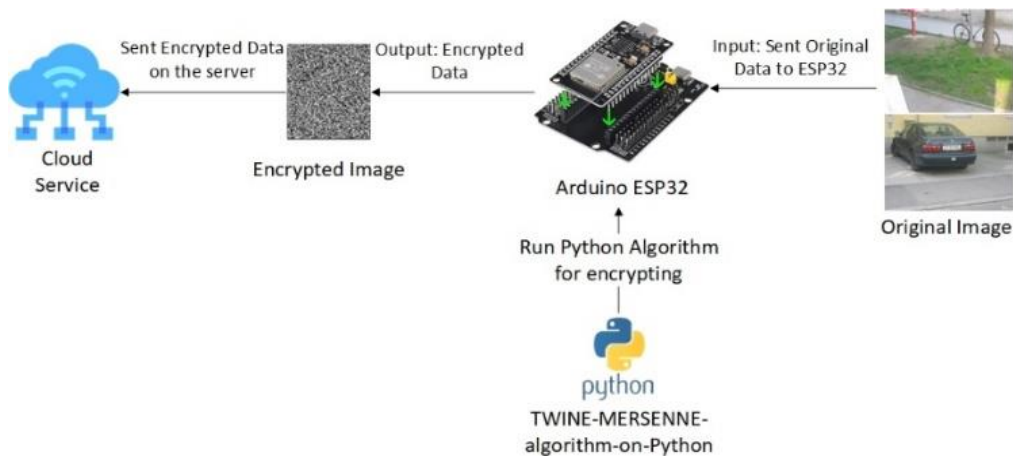 Sent Encrypted Data
on the server
Output: Encrypted
Data
Input: Sent Original
Data to ESP32
Cloud
Service
Encrypted Image
Arduino ESP32
Original Image
Run Python Algorithm
for encrypting
python
TWINE-MERSENNE-
algorithm-on-Python